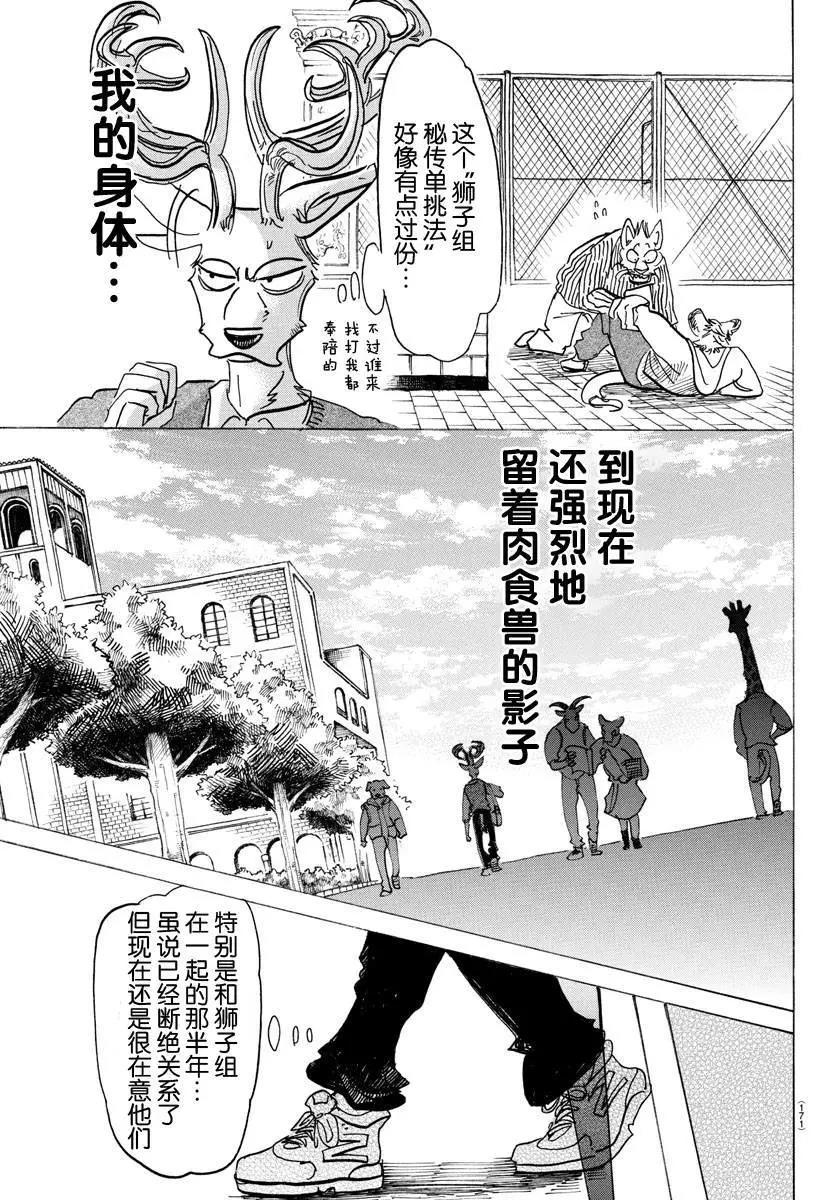 这个“狮子组
秘传单挑法”
好像有点过份…
不过谁来
找打我都
奉陪的
我的身体…
到现在
还强烈地
留着肉食兽的影子
特别是和狮子组
在一起的那半年…
虽说已经断绝关系了
但现在还是很在意他们
(171)
N